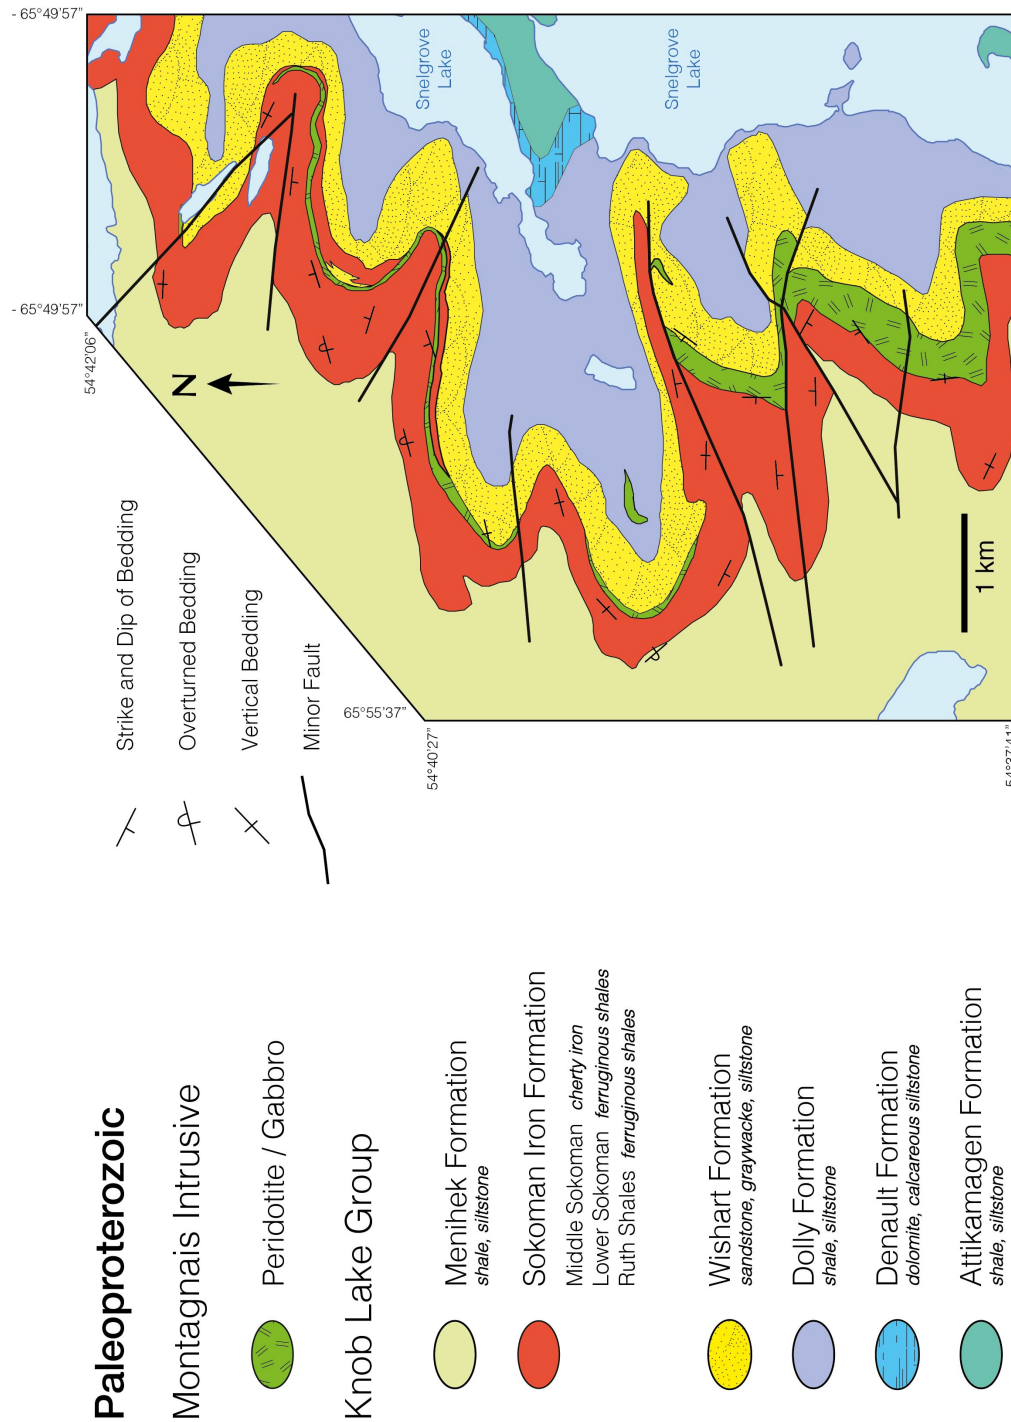 Paleoproterozoic
Montagnais Intrusive
Peridotite / Gabbro
Knob Lake Group
Menihek Formation
shale, siltstone
Sokoman Iron Formation
Middle Sokoman cherty iron
Lower Sokoman ferruginous shales
Ruth Shales ferruginous shales
Wishart Formation
sandstone, graywacke, siltstone
Dolly Formation
shale, siltstone
Denault Formation
dolomite, calcareous siltstone
Attikamagen Formation
shale, siltstone
Strike and Dip of Bedding
Overturned Bedding
Vertical Bedding
Minor Fault
- 65°49'57"
- 65°49'57"
54°42'06"
N
65°55'37"
54°40'27"
Snelgrove
Lake
Snelgrove
Lake
1 km